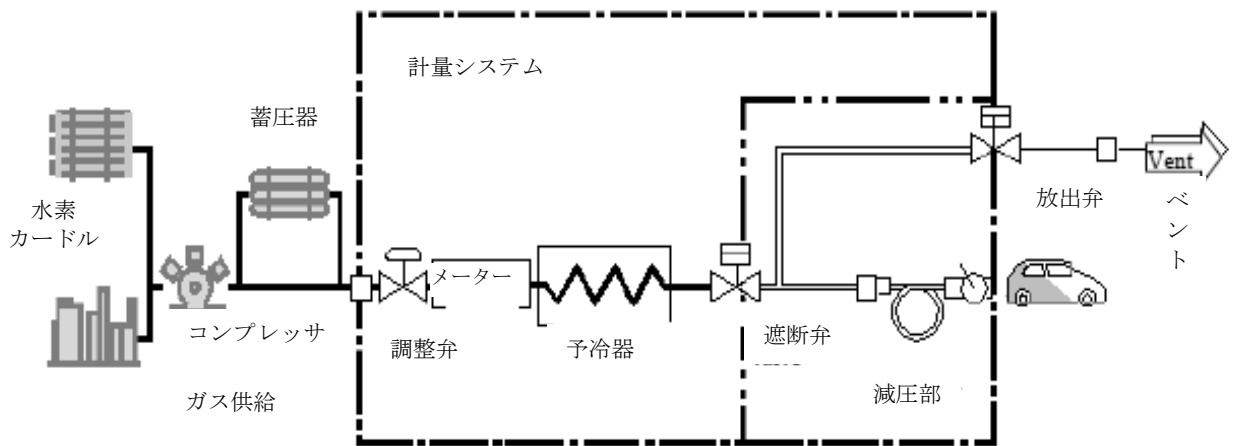 計量システム
蓄圧器
水素
カードル
コンプレッサ
ガス供給
メーター
調整弁
予冷器
遮断弁
減圧部
放出弁
Vent
ベント